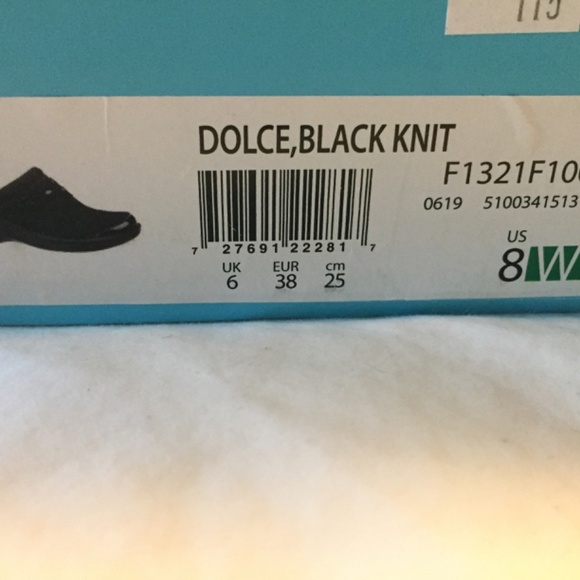 DOLCE,BLACK KNIT
F1321F10
0619 5100341513
7 27691 22281 7
UK EUR cm
6 38 25
US
8W